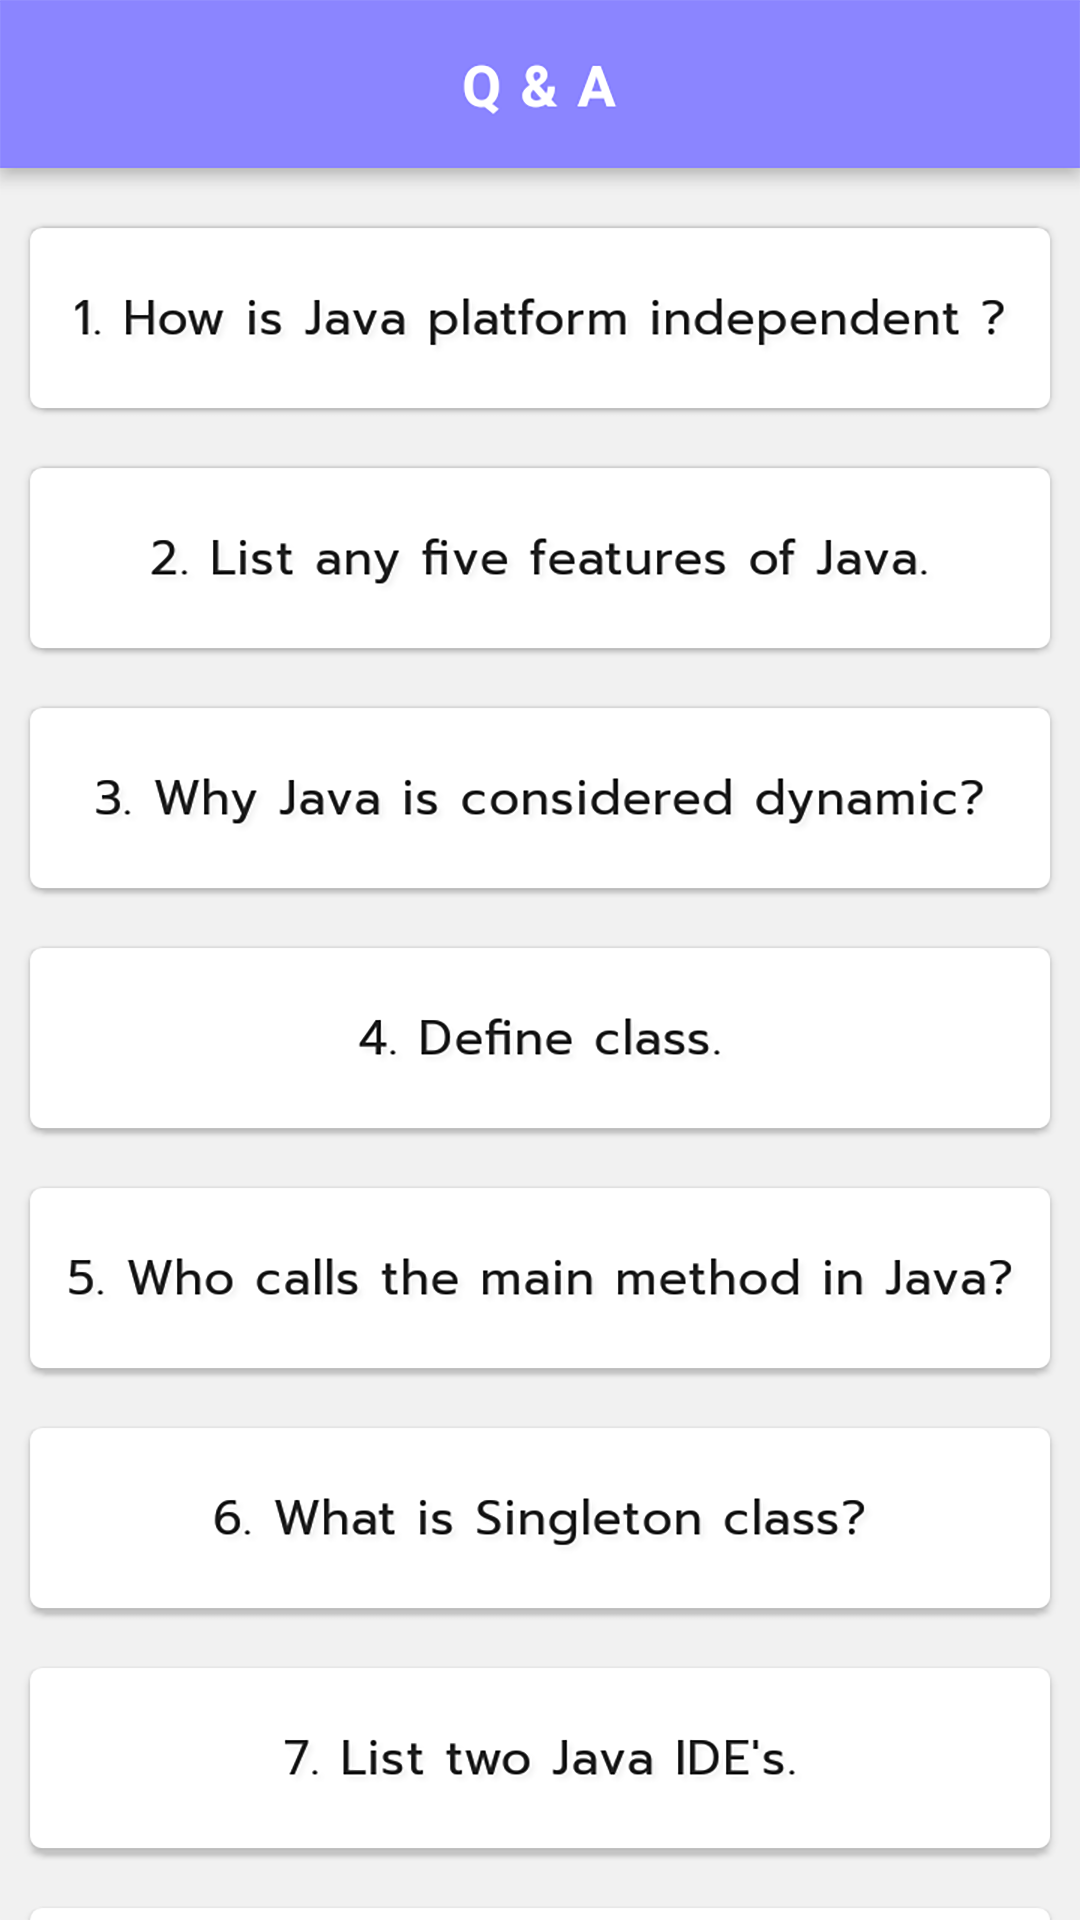 Q & A
1. How is Java platform independent ?
2. List any five features of Java.
3. Why Java is considered dynamic?
4. Define class.
5. Who calls the main method in Java?
6. What is Singleton class?
7. List two Java IDE's.